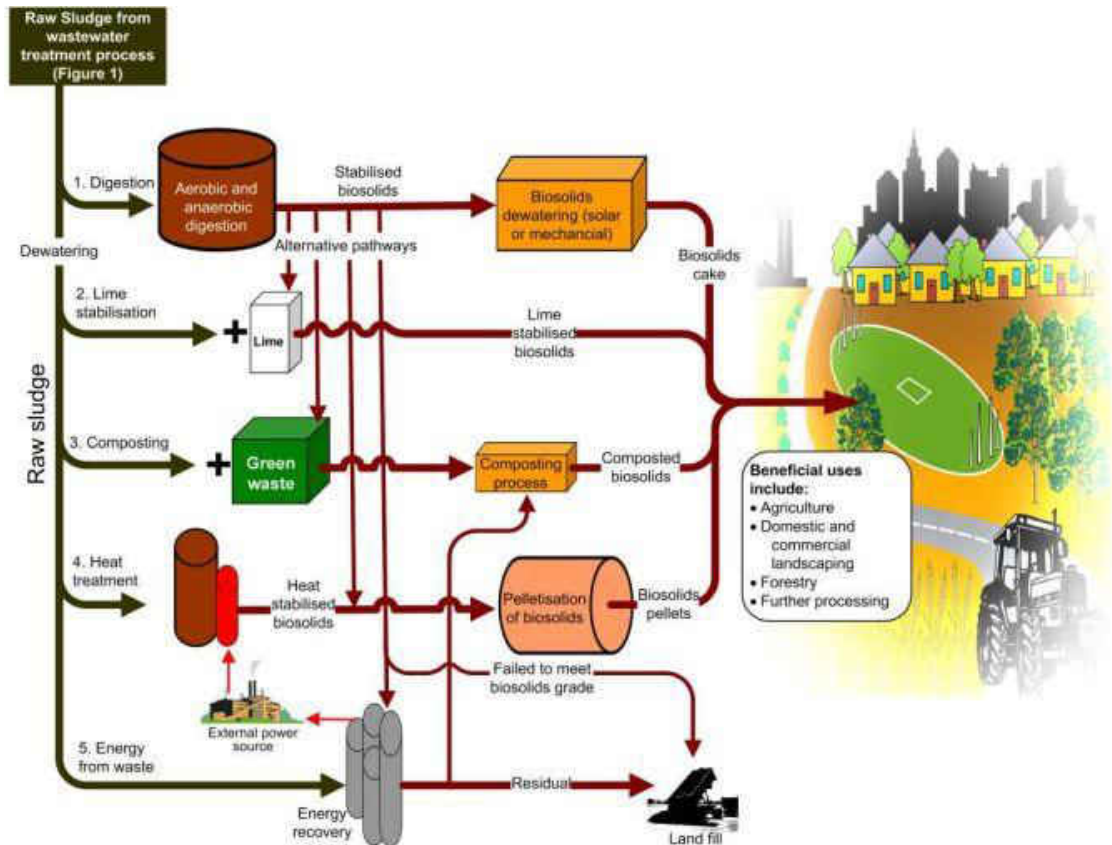 Raw Sludge from
wastewater
treatment process
(Figure 1)
1. Digestion
Aerobic and
anaerobic
digestion
Stabilised
biosolids
Alternative pathways
Biosolids
dewatering (solar
or mechancial)
Biosolids
cake
Dewatering
2. Lime
stabilisation
+
Lime
Lime
stabilised
biosolids
Raw sludge
3. Composting
+
Green
waste
Composting
process
Composted
biosolids
4. Heat
treatment
Heat
stabilised
biosolids
Pelletisation
of biosolids
Biosolids
pellets
Beneficial uses
include:
• Agriculture
• Domestic and
commercial
landscaping
• Forestry
• Further processing
Failed to meet
biosolids grade
External power
source
5. Energy
from waste
Energy
recovery
Residual
Land fill